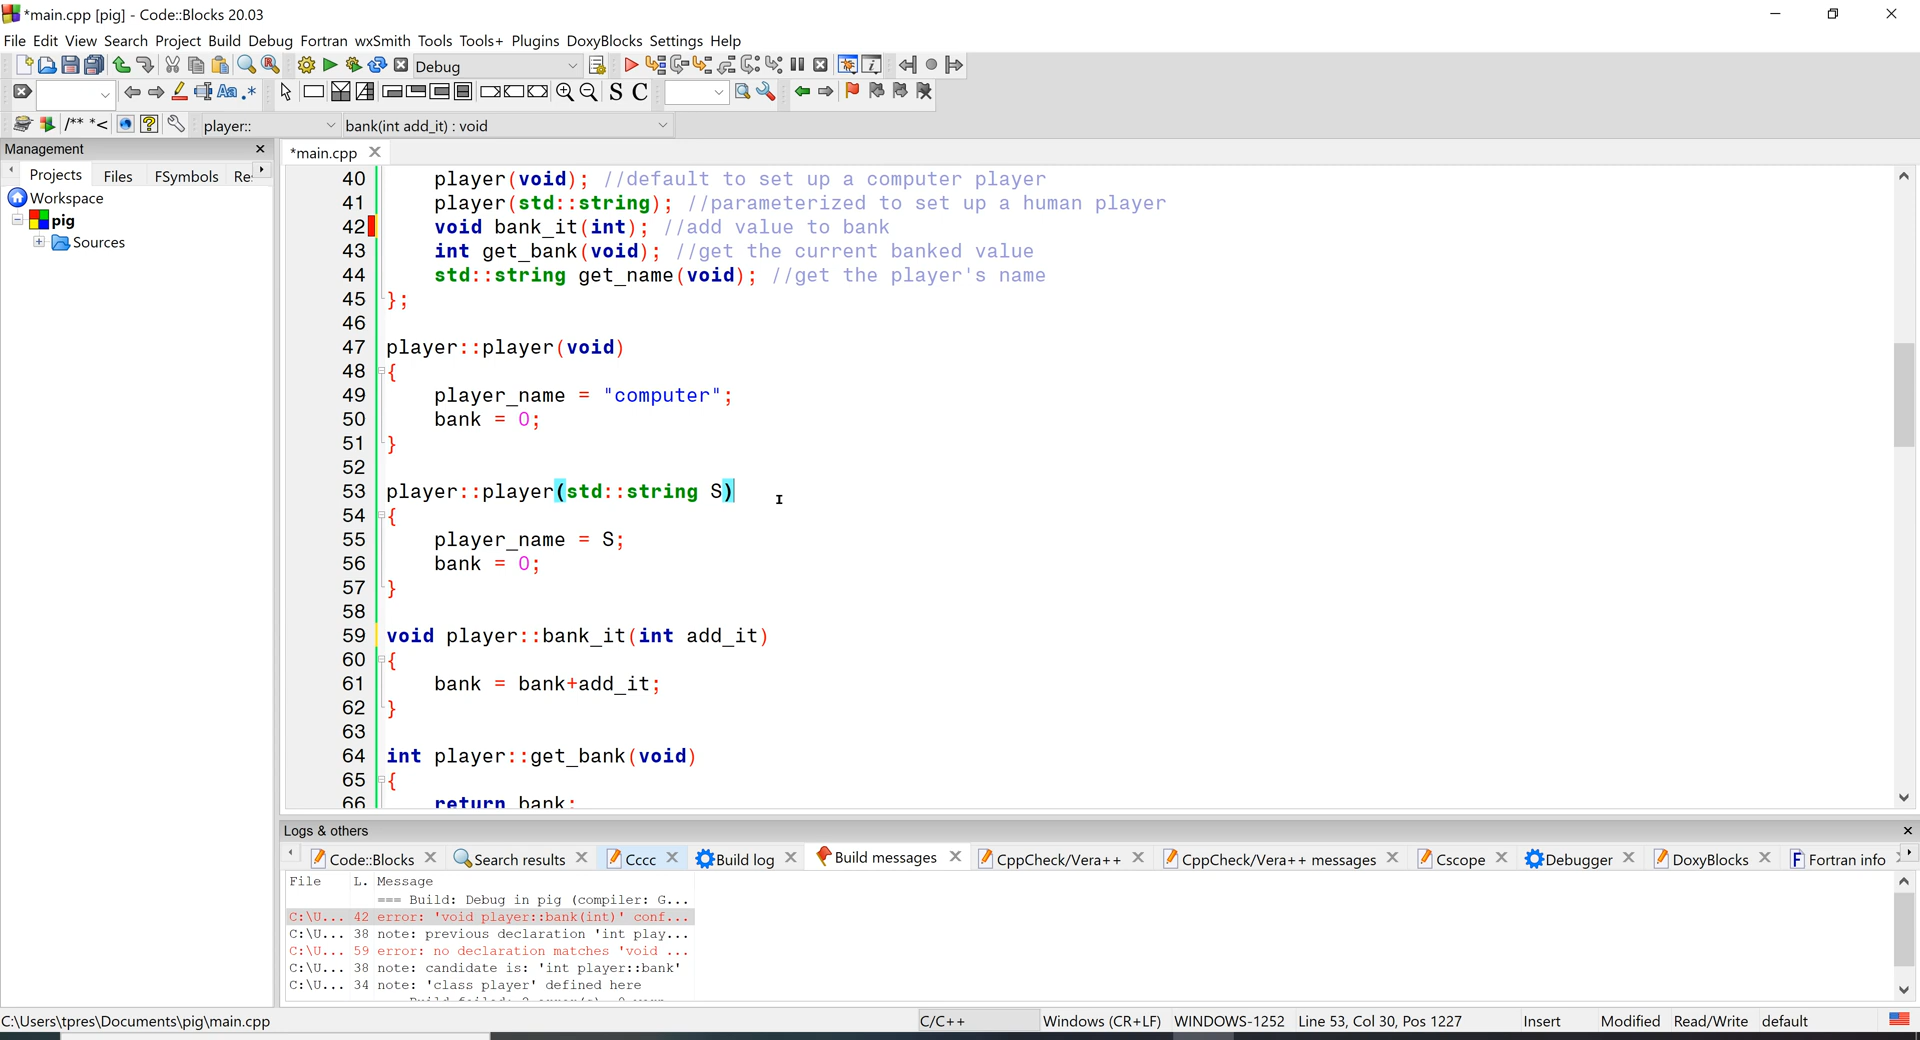 *main.cpp [pig] - Code::Blocks 20.03
File Edit View Search Project Build Debug Fortran wxSmith Tools Tools+ Plugins DoxyBlocks Settings Help
Debug
S C
/** *<
player::
bank(int add_it) : void
Management
Projects Files FSymbols Re
Workspace
pig
Sources
*main.cpp
40 player(void); //default to set up a computer player
41 player(std::string); //parameterized to set up a human player
42 void bank_it(int); //add value to bank
43 int get_bank(void); //get the current banked value
44 std::string get_name(void); //get the player's name
45 };
46
47 player::player(void)
48 {
49 player_name = "computer";
50 bank = 0;
51 }
52
53 player::player(std::string S)
54 {
55 player_name = S;
56 bank = 0;
57 }
58
59 void player::bank_it(int add_it)
60 {
61 bank = bank+add_it;
62 }
63
64 int player::get_bank(void)
65 {
66 return bank;
Logs & others
Code::Blocks Search results Cccc Build log Build messages CppCheck/Vera++ CppCheck/Vera++ messages Cscope Debugger DoxyBlocks Fortran info
File L. Message
=== Build: Debug in pig (compiler: G...
C:\U... 42 error: 'void player::bank(int)' conf...
C:\U... 38 note: previous declaration 'int play...
C:\U... 59 error: no declaration matches 'void ...
C:\U... 38 note: candidate is: 'int player::bank'
C:\U... 34 note: 'class player' defined here
C:\Users\tpres\Documents\pig\main.cpp
C/C++ Windows (CR+LF) WINDOWS-1252 Line 53, Col 30, Pos 1227 Insert Modified Read/Write default